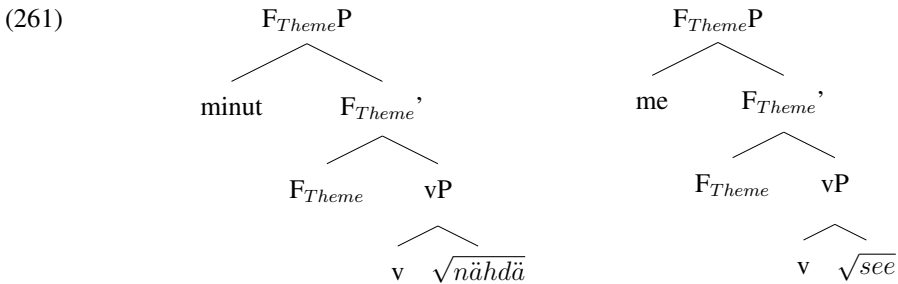 (261) F_Theme P F_Theme P
minut F_Theme ’ me F_Theme ’
F_Theme vP F_Theme vP
v √nähdä v √see